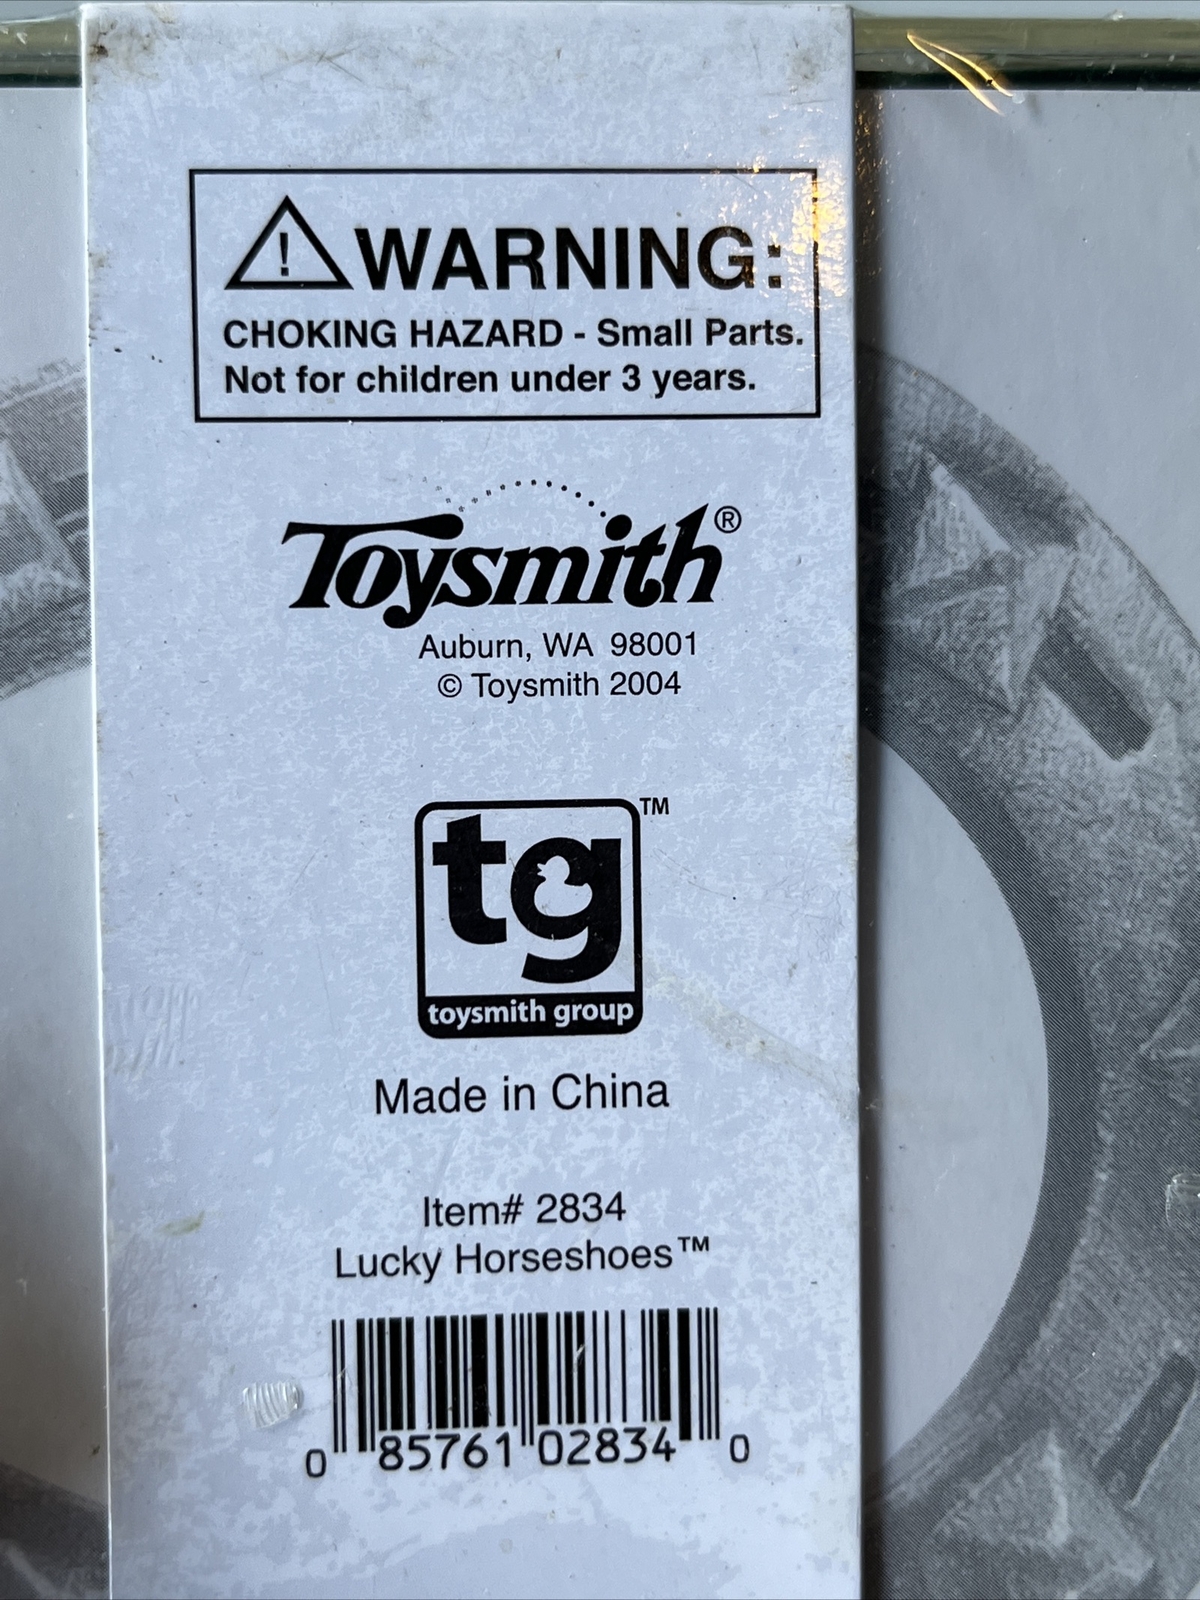 ! WARNING:
CHOKING HAZARD - Small Parts.
Not for children under 3 years.
Toysmith®
Auburn, WA 98001
© Toysmith 2004
tg™
toysmith group
Made in China
Item# 2834
Lucky Horseshoes™
0 85761 02834 0